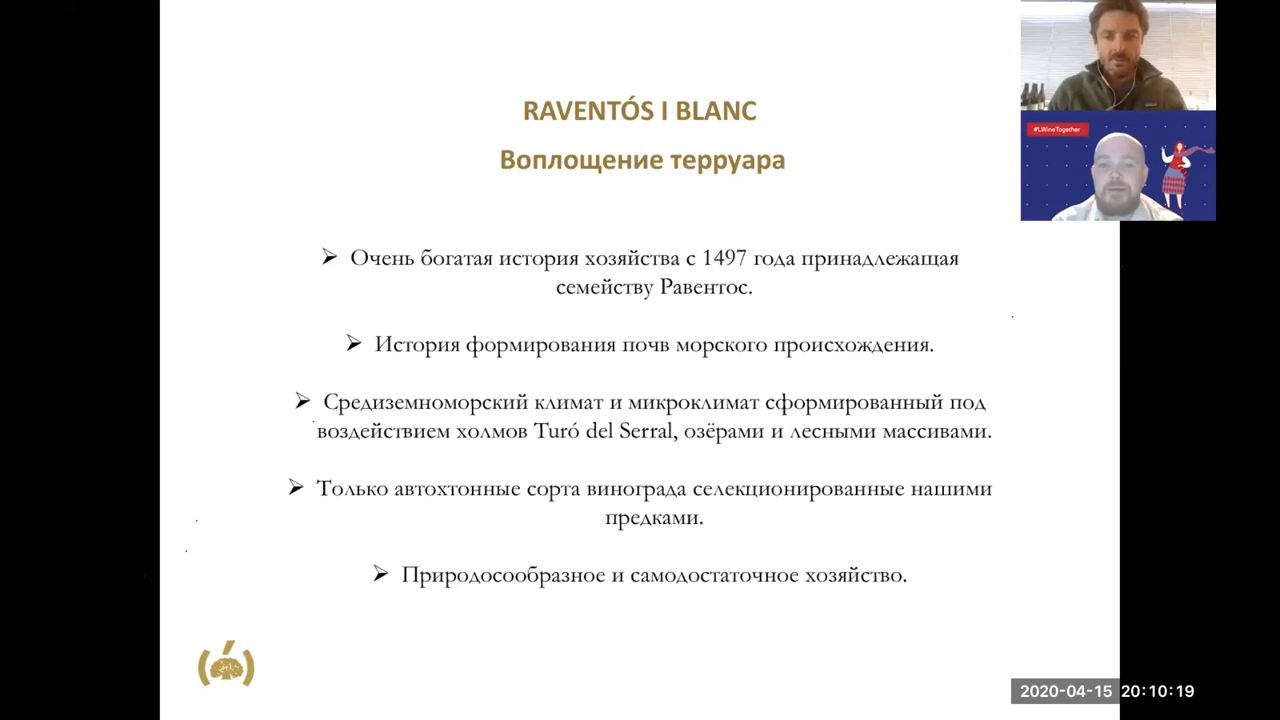 RAVENTÓS I BLANC
Воплощение терруара
#LWineTogether
➢ Очень богатая история хозяйства с 1497 года принадлежащая
семейству Равентос.
➢ История формирования почв морского происхождения.
➢ Средиземноморский климат и микроклимат сформированный под
воздействием холмов Turó del Serral, озёрами и лесными массивами.
➢ Только автохтонные сорта винограда селекционированные нашими
предками.
➢ Природосообразное и самодостаточное хозяйство.
2020-04-15 20:10:19